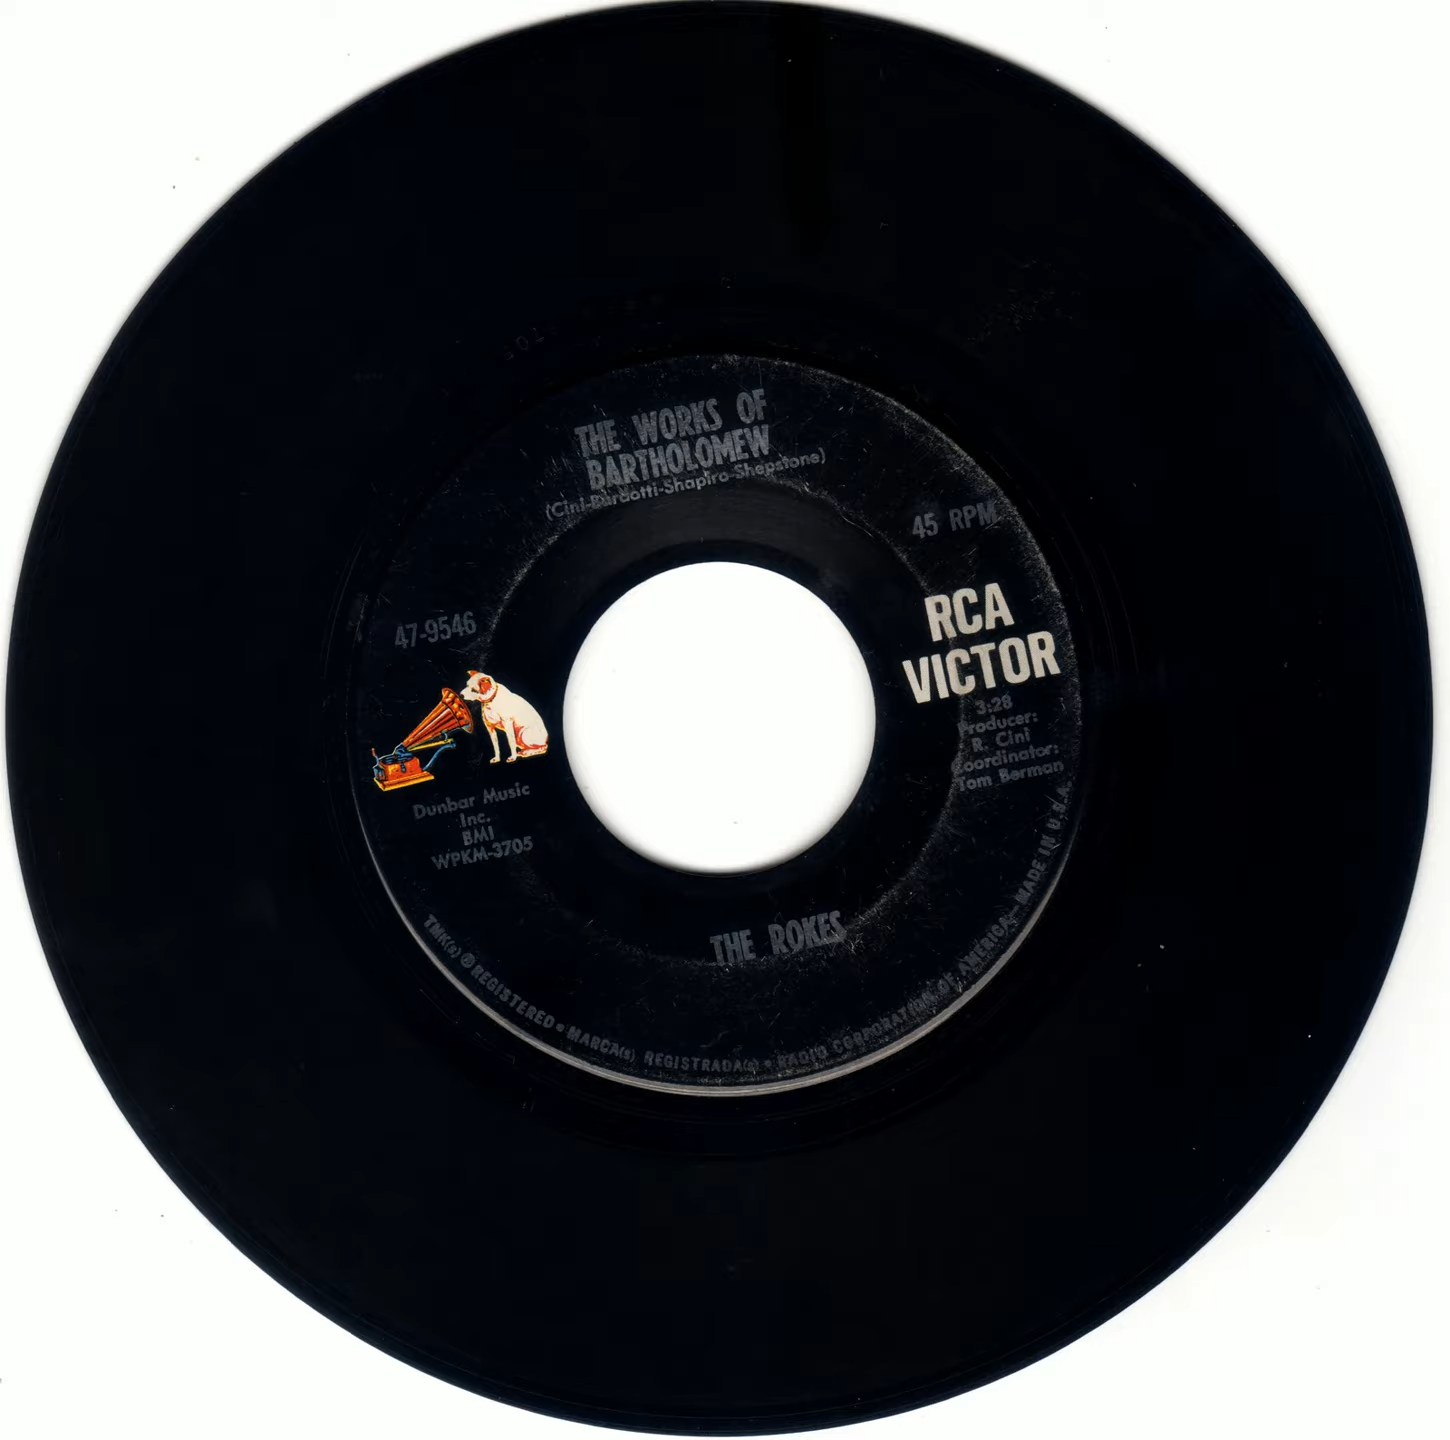 THE WORKS OF
BARTHOLOMEW
(Cini-Bardotti-Shapiro-Shepstone)
45 RPM
47-9546
RCA
VICTOR
3:28
Producer:
R. Cini
Coordinator:
Tom Berman
Dunbar Music
Inc.
BMI
WPKM-3705
THE ROKES
TMK(s) ® REGISTERED • MARCA(s) REGISTRADA(s) • RADIO CORPORATION OF AMERICA—MADE IN U.S.A.